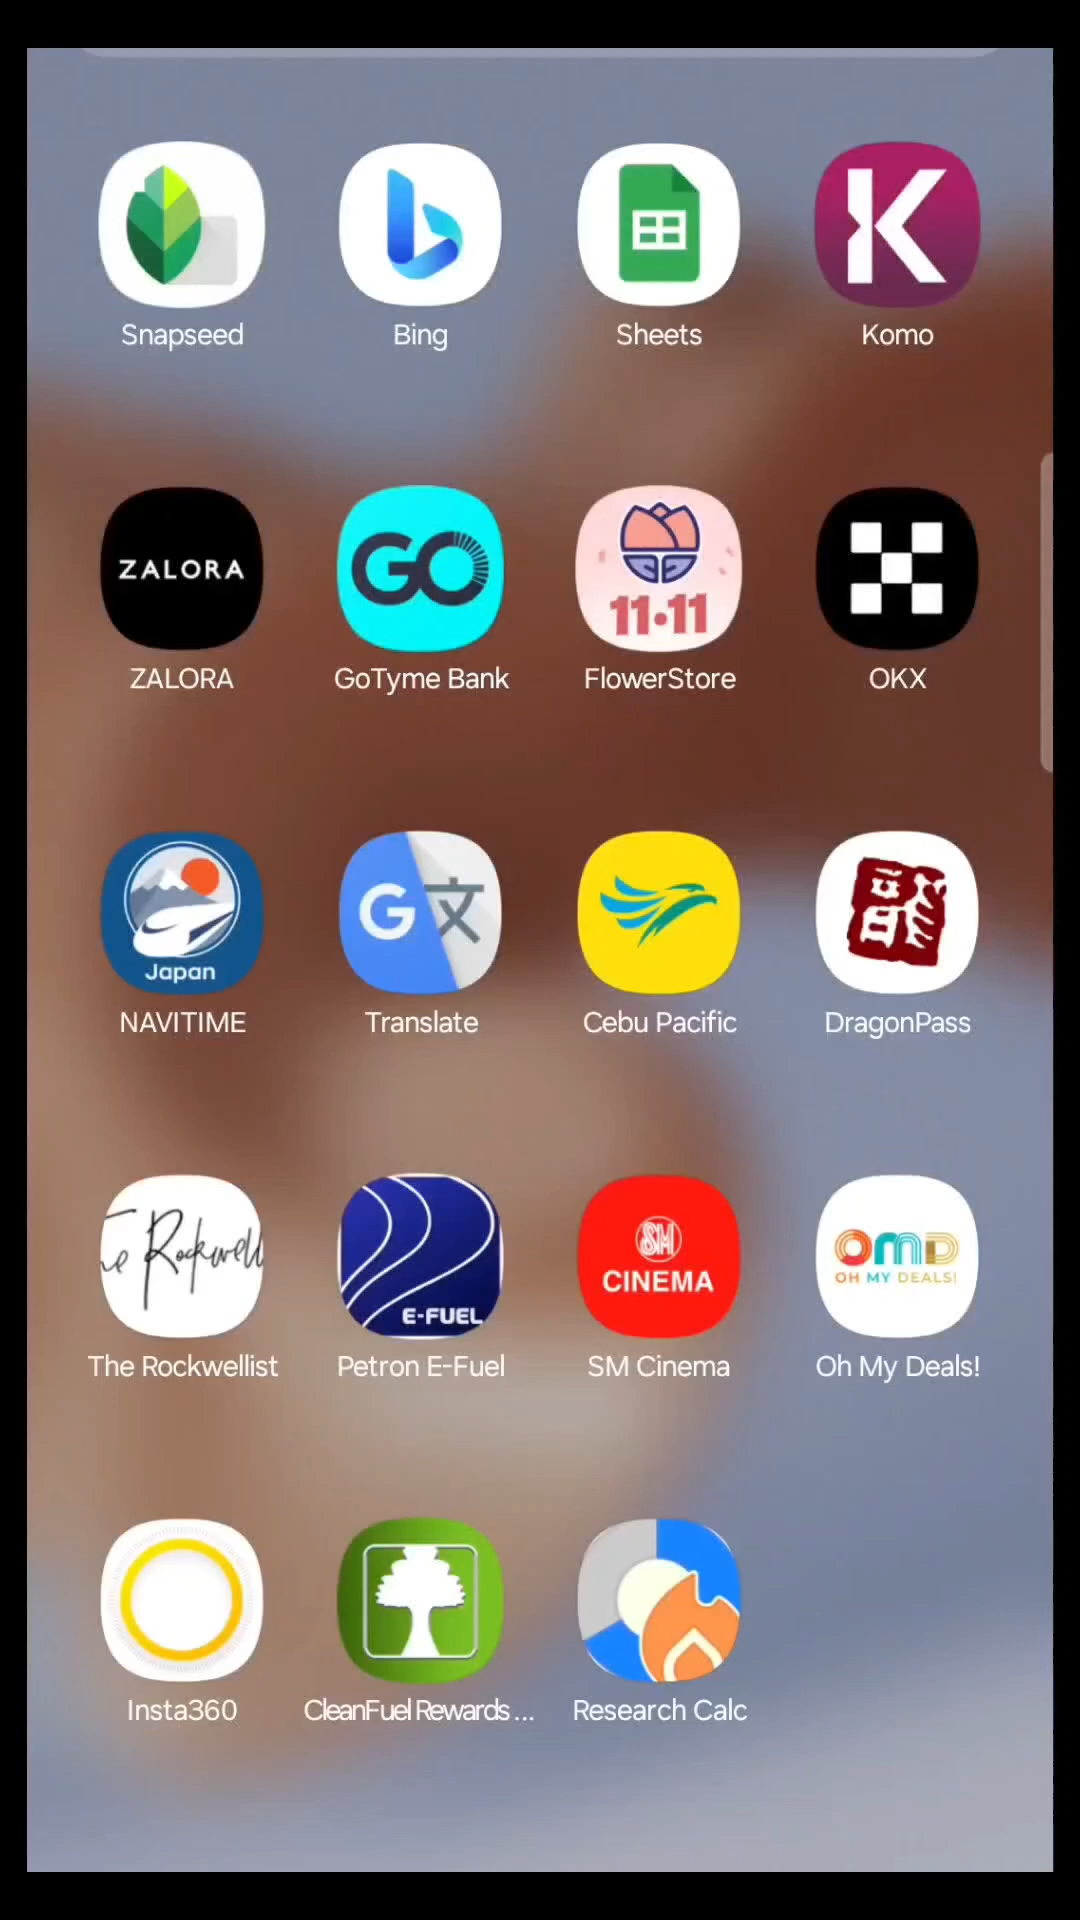 Snapseed
Bing
Sheets
K
Komo
ZALORA
GO
11•11
ZALORA
GoTyme Bank
FlowerStore
OKX
Japan
G文
NAVITIME
Translate
Cebu Pacific
DragonPass
e Rockwell
E-FUEL
SM
CINEMA
OMD
OH MY DEALS!
The Rockwellist
Petron E-Fuel
SM Cinema
Oh My Deals!
Insta360
CleanFuel Rewards ...
Research Calc